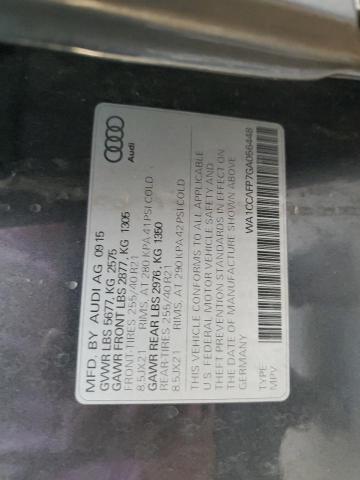 Audi
MFD. BY AUDI AG 09 15
GVWR LBS 5677, KG 2575
GAWR FRONT LBS 2877, KG 1305
FRONT-TIRES 255/40 R21
8.5JX21 RIMS, AT 280 KPA 41 PSI COLD
GAWR REAR LBS 2976, KG 1350
REAR-TIRES 255/40 R21
8.5JX21 RIMS, AT 290 KPA 42 PSI COLD
THIS VEHICLE CONFORMS TO ALL APPLICABLE
U.S. FEDERAL MOTOR VEHICLE SAFETY AND
THEFT PREVENTION STANDARDS IN EFFECT ON
THE DATE OF MANUFACTURE SHOWN ABOVE
GERMANY WA1CCAFP7GA056448
TYPE
MPV